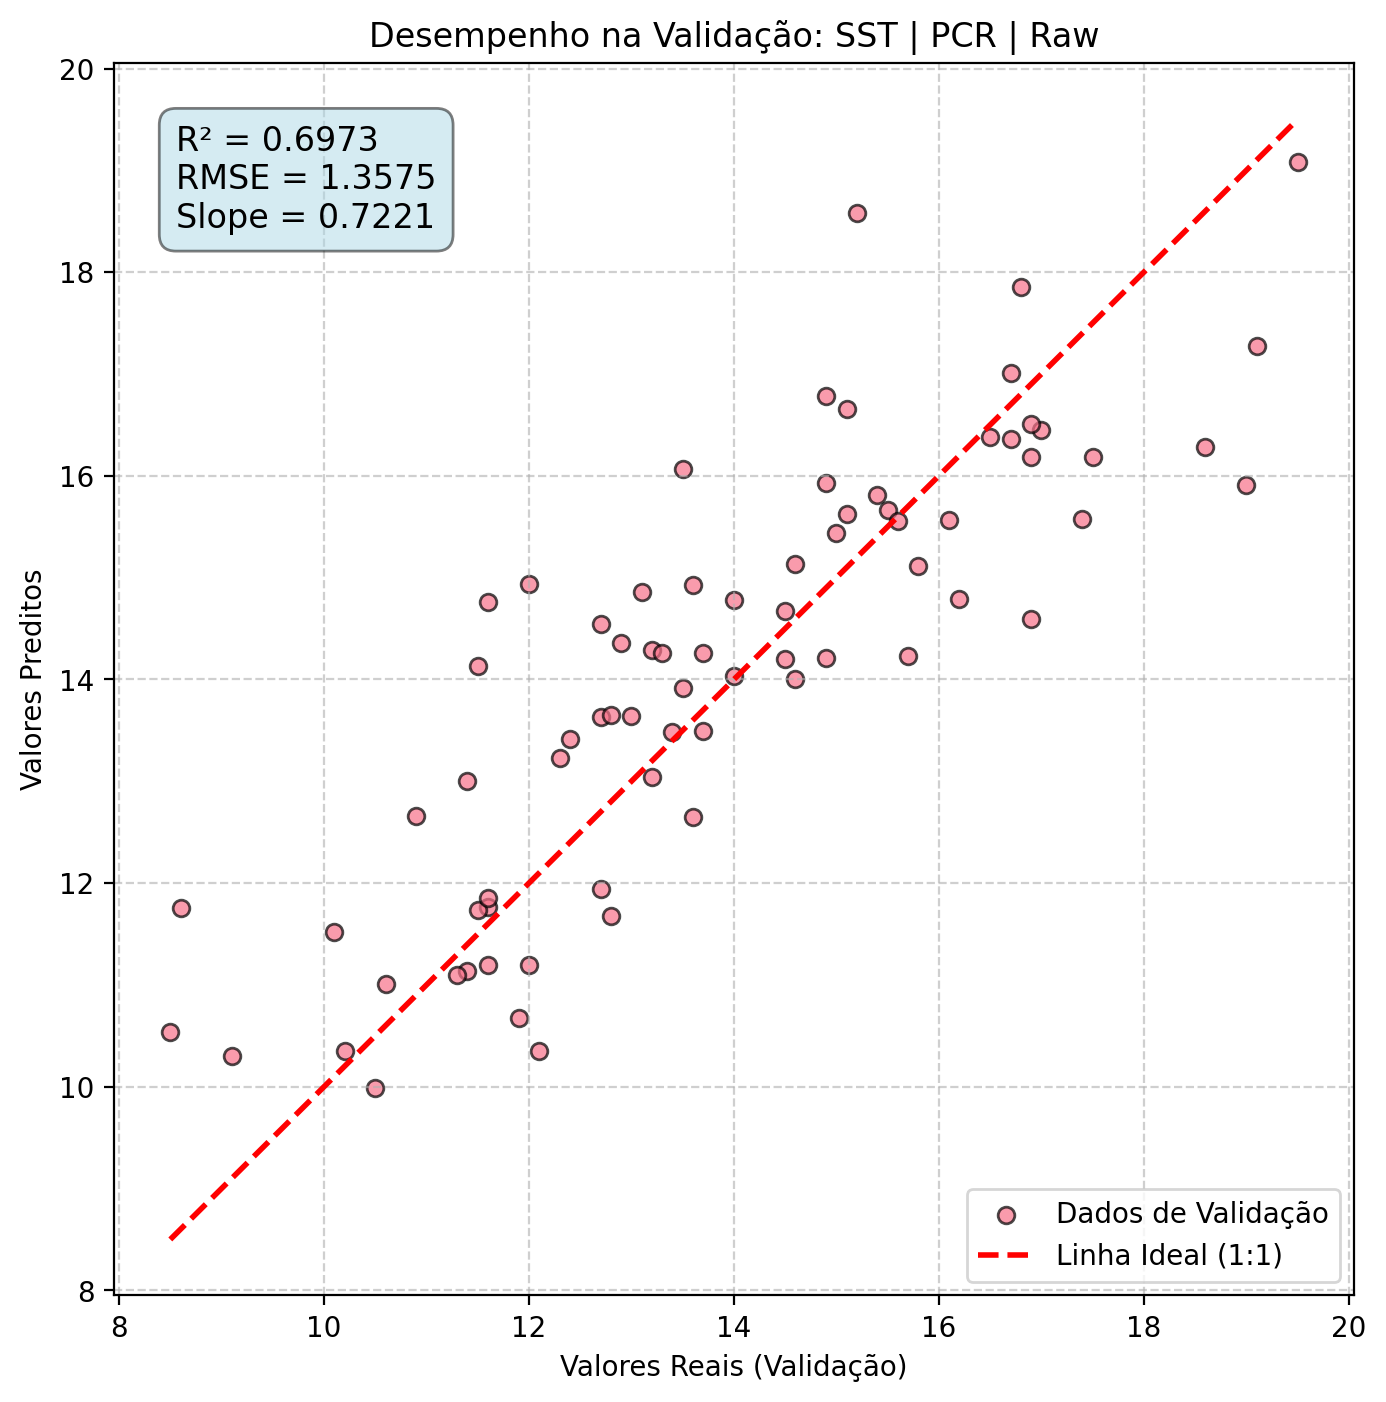 Desempenho na Validação: SST | PCR | Raw
R² = 0.6973
RMSE = 1.3575
Slope = 0.7221
Valores Preditos
20
18
16
14
12
10
8
Dados de Validação
Linha Ideal (1:1)
8 10 12 14 16 18 20
Valores Reais (Validação)